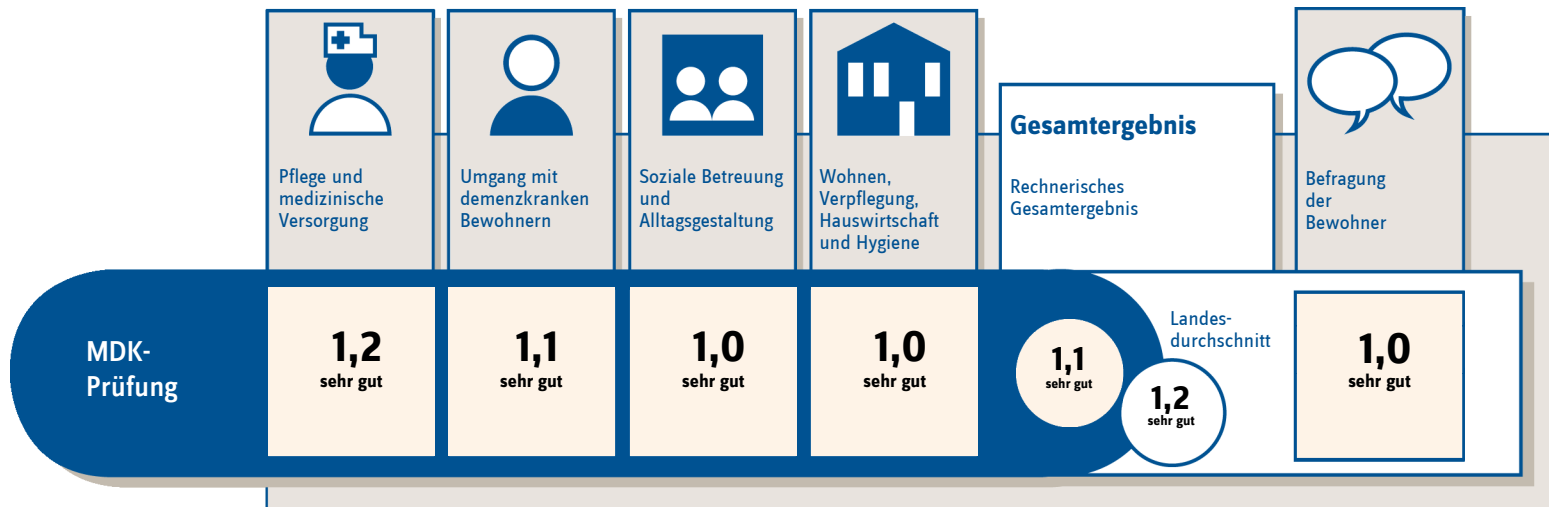 Pflege und
medizinische
Versorgung
Umgang mit
demenzkranken
Bewohnern
Soziale Betreuung
und
Alltagsgestaltung
Wohnen,
Verpflegung,
Hauswirtschaft
und Hygiene
Gesamtergebnis
Rechnerisches
Gesamtergebnis
Befragung
der
Bewohner
MDK-
Prüfung
1,2
sehr gut
1,1
sehr gut
1,0
sehr gut
1,0
sehr gut
1,1
sehr gut
Landes-
durchschnitt
1,2
sehr gut
1,0
sehr gut